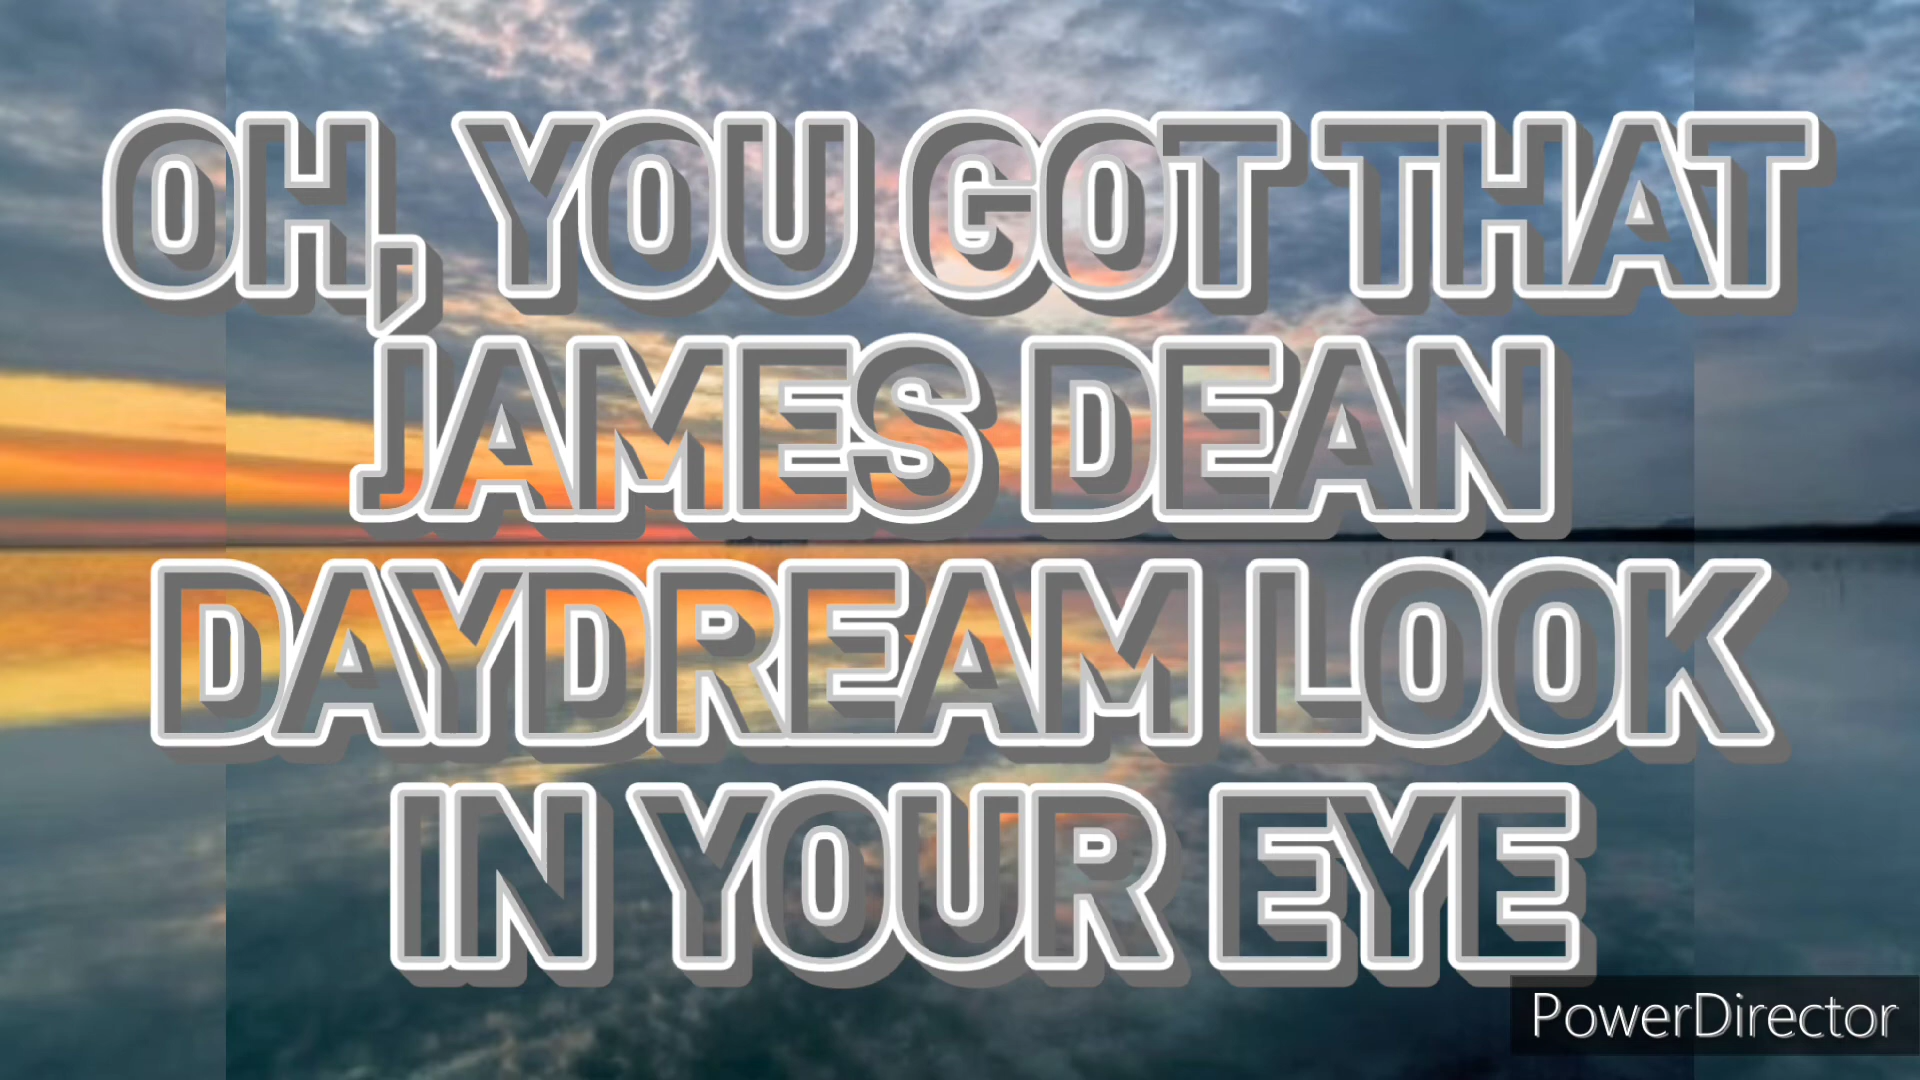 OH, YOU GOT THAT
JAMES DEAN
DAYDREAM LOOK
IN YOUR EYE
PowerDirector